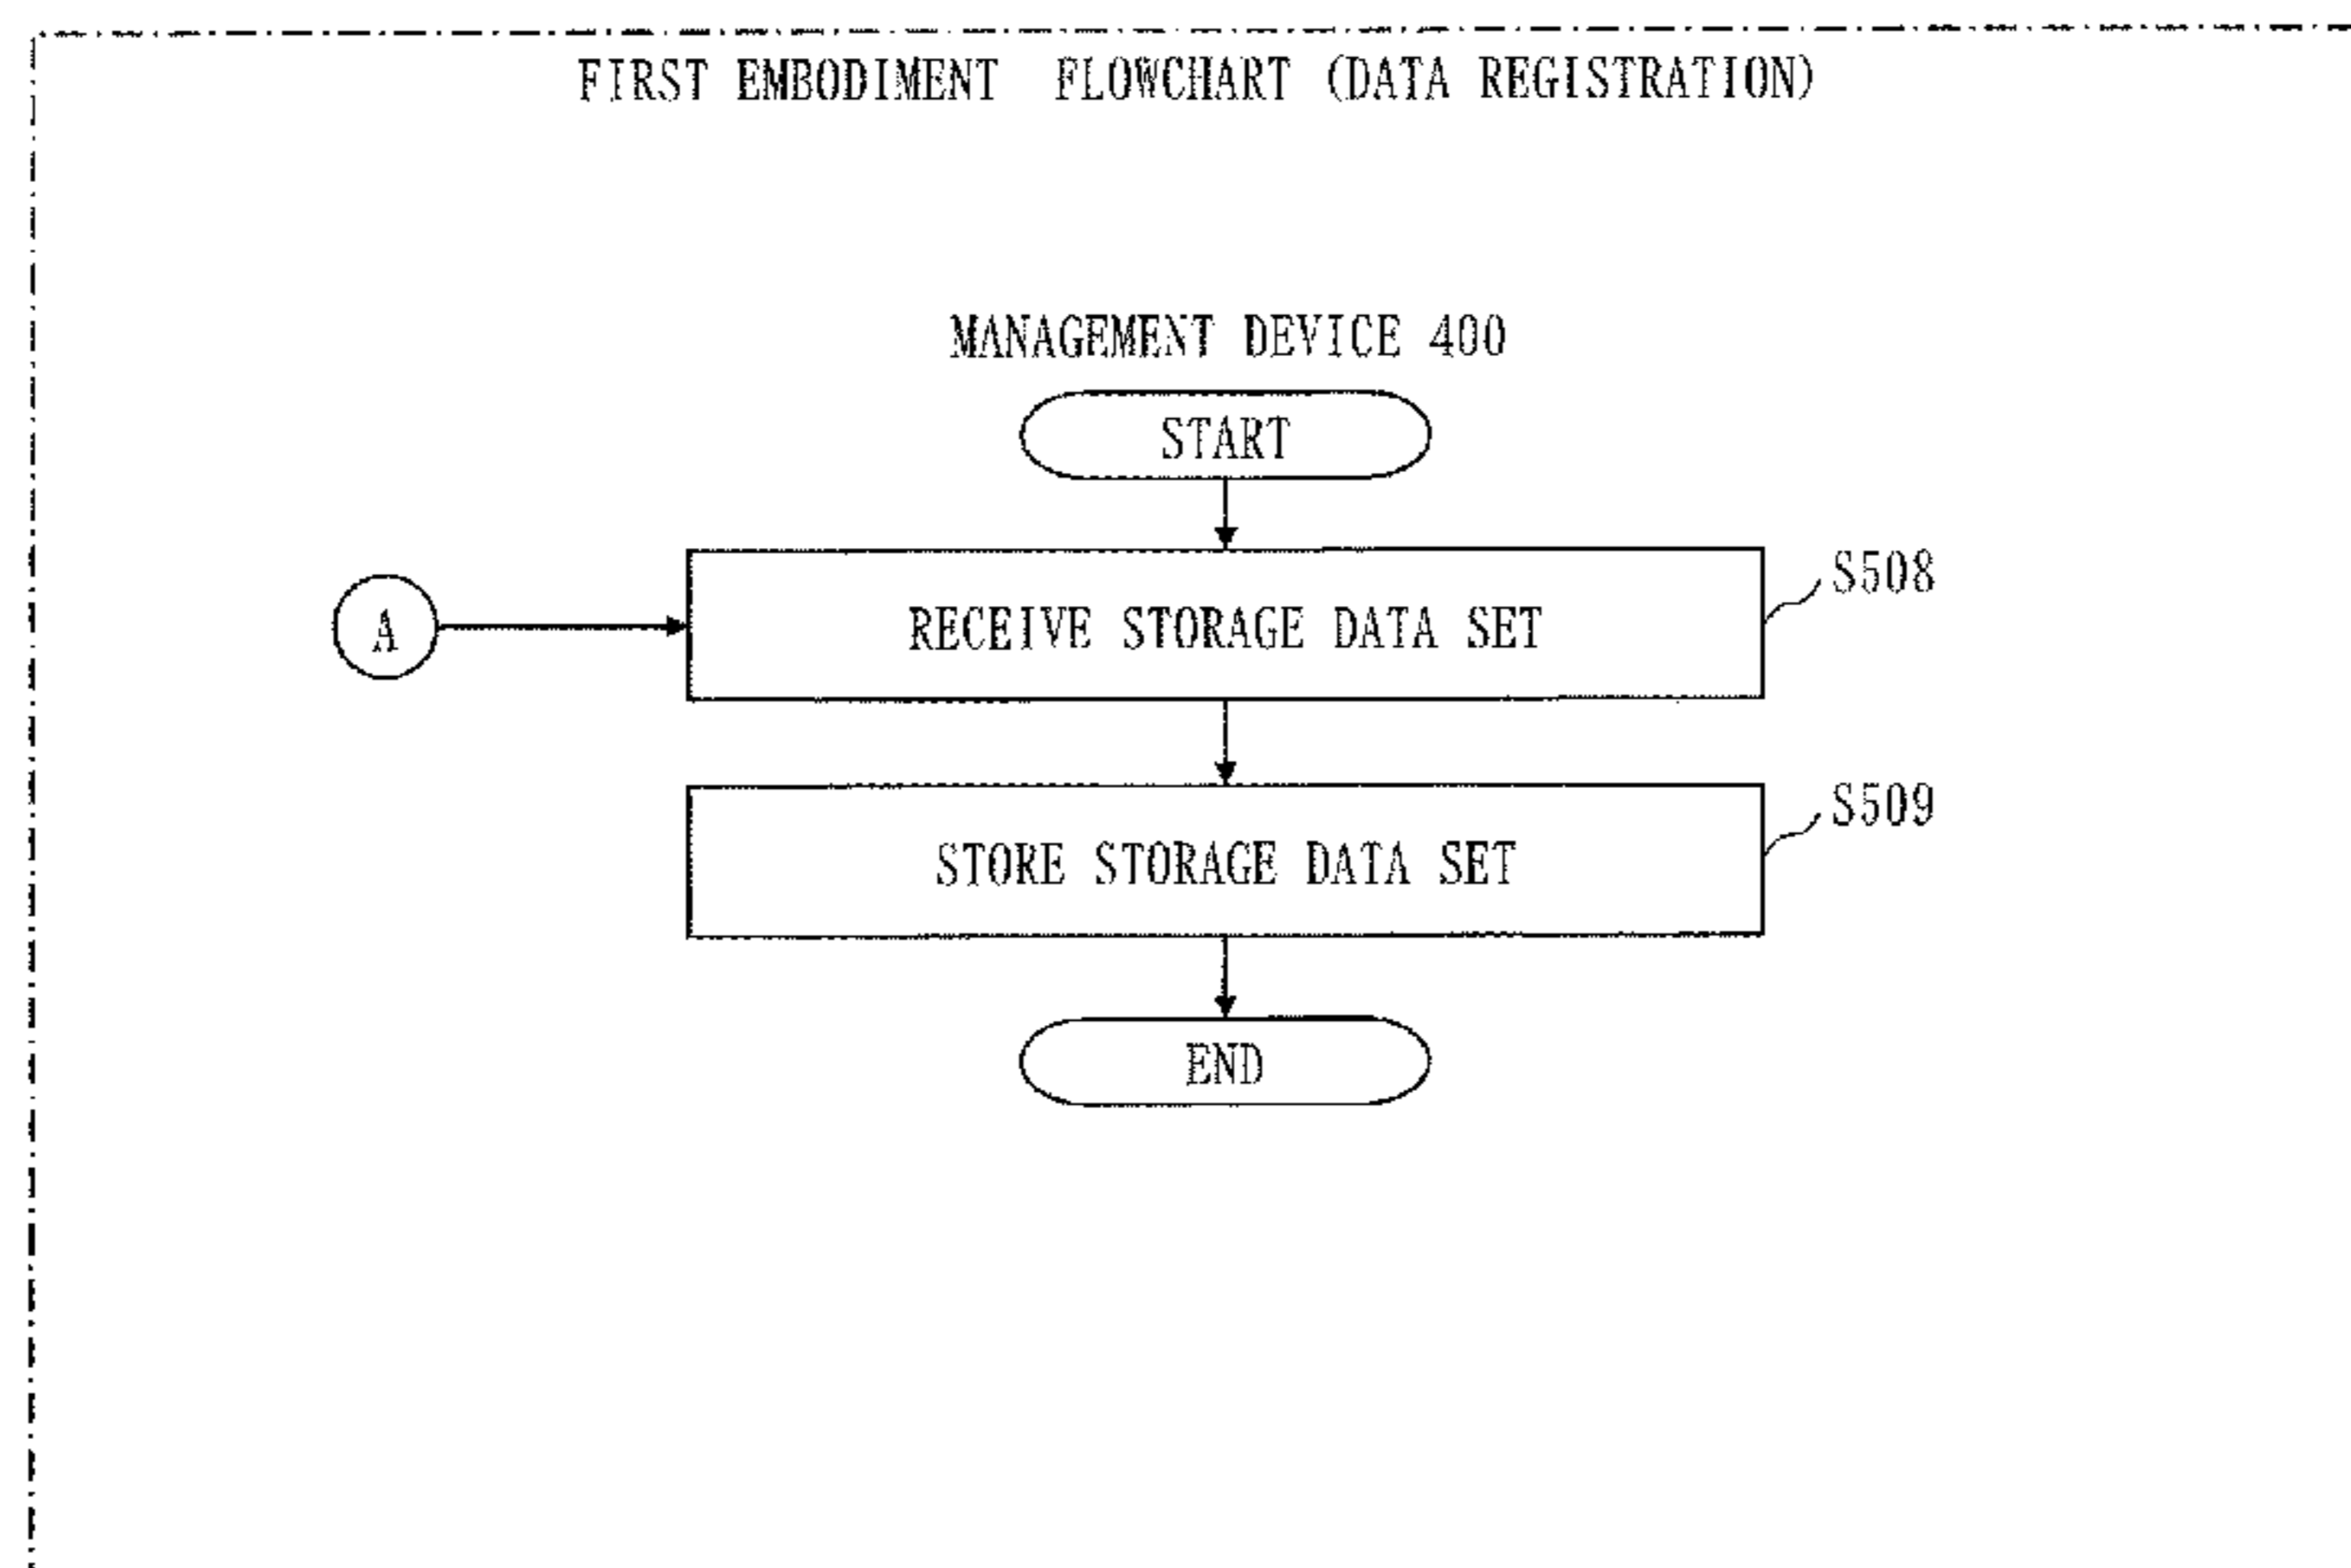 FIRST EMBODIMENT FLOWCHART (DATA REGISTRATION)
MANAGEMENT DEVICE 400
START
S508
A
RECEIVE STORAGE DATA SET
S509
STORE STORAGE DATA SET
END